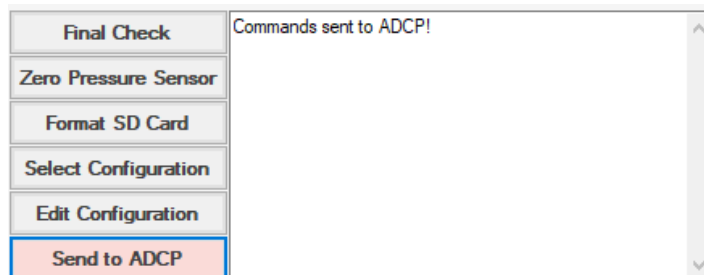 Final Check
Zero Pressure Sensor
Format SD Card
Select Configuration
Edit Configuration
Send to ADCP
Commands sent to ADCP!